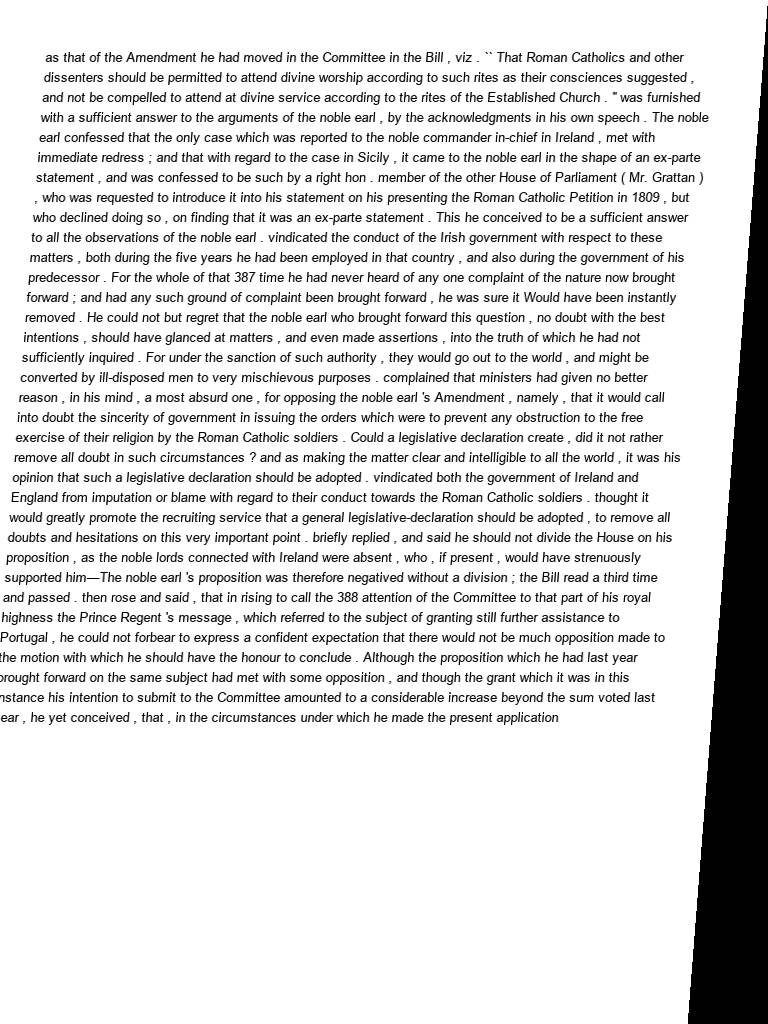 as that of the Amendment he had moved in the Committee in the Bill , viz . `` That Roman Catholics and other
dissenters should be permitted to attend divine worship according to such rites as their consciences suggested ,
and not be compelled to attend at divine service according to the rites of the Established Church . '' was furnished
with a sufficient answer to the arguments of the noble earl , by the acknowledgments in his own speech . The noble
earl confessed that the only case which was reported to the noble commander in-chief in Ireland , met with
immediate redress ; and that with regard to the case in Sicily , it came to the noble earl in the shape of an ex-parte
statement , and was confessed to be such by a right hon . member of the other House of Parliament ( Mr. Grattan )
, who was requested to introduce it into his statement on his presenting the Roman Catholic Petition in 1809 , but
who declined doing so , on finding that it was an ex-parte statement . This he conceived to be a sufficient answer
to all the observations of the noble earl . vindicated the conduct of the Irish government with respect to these
matters , both during the five years he had been employed in that country , and also during the government of his
predecessor . For the whole of that 387 time he had never heard of any one complaint of the nature now brought
forward ; and had any such ground of complaint been brought forward , he was sure it Would have been instantly
removed . He could not but regret that the noble earl who brought forward this question , no doubt with the best
intentions , should have glanced at matters , and even made assertions , into the truth of which he had not
sufficiently inquired . For under the sanction of such authority , they would go out to the world , and might be
converted by ill-disposed men to very mischievous purposes . complained that ministers had given no better
reason , in his mind , a most absurd one , for opposing the noble earl 's Amendment , namely , that it would call
into doubt the sincerity of government in issuing the orders which were to prevent any obstruction to the free
exercise of their religion by the Roman Catholic soldiers . Could a legislative declaration create , did it not rather
remove all doubt in such circumstances ? and as making the matter clear and intelligible to all the world , it was his
opinion that such a legislative declaration should be adopted . vindicated both the government of Ireland and
England from imputation or blame with regard to their conduct towards the Roman Catholic soldiers . thought it
would greatly promote the recruiting service that a general legislative-declaration should be adopted , to remove all
doubts and hesitations on this very important point . briefly replied , and said he should not divide the House on his
proposition , as the noble lords connected with Ireland were absent , who , if present , would have strenuously
supported him—The noble earl 's proposition was therefore negatived without a division ; the Bill read a third time
and passed . then rose and said , that in rising to call the 388 attention of the Committee to that part of his royal
highness the Prince Regent 's message , which referred to the subject of granting still further assistance to
Portugal , he could not forbear to express a confident expectation that there would not be much opposition made to
the motion with which he should have the honour to conclude . Although the proposition which he had last year
brought forward on the same subject had met with some opposition , and though the grant which it was in this
nstance his intention to submit to the Committee amounted to a considerable increase beyond the sum voted last
ear , he yet conceived , that , in the circumstances under which he made the present application